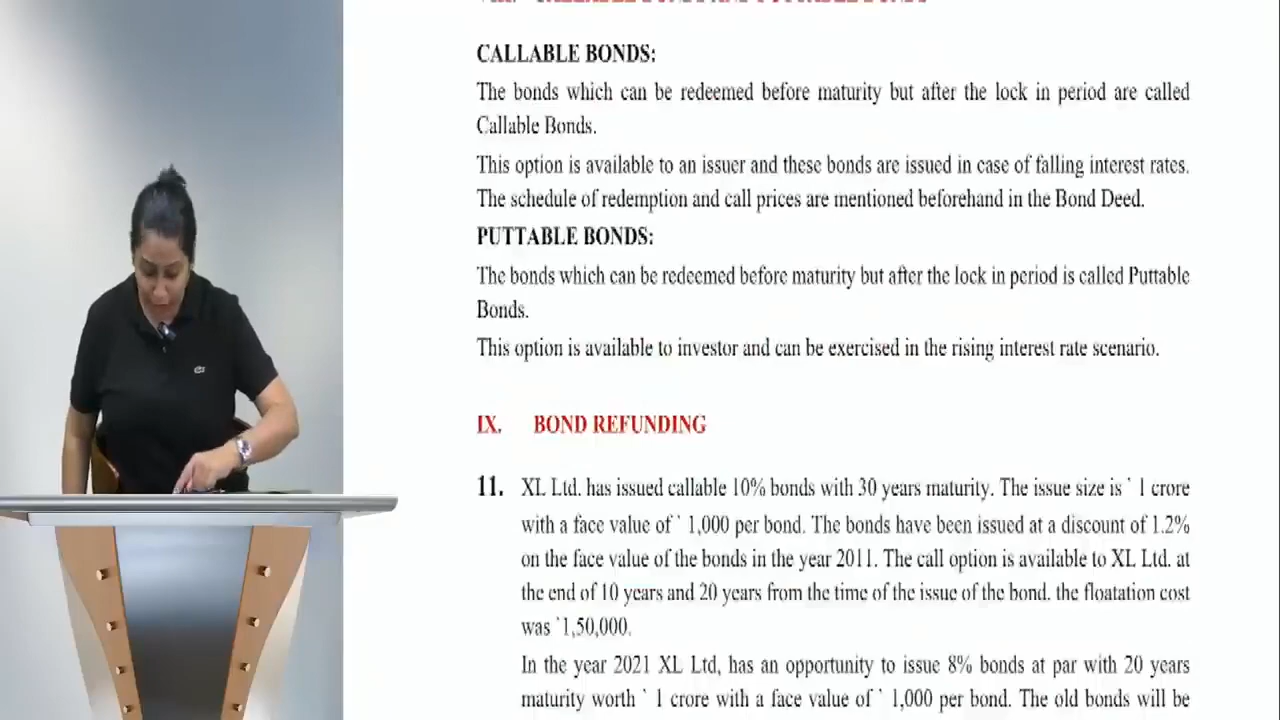 CALLABLE BONDS:
The bonds which can be redeemed before maturity but after the lock in period are called
Callable Bonds.
This option is available to an issuer and these bonds are issued in case of falling interest rates.
The schedule of redemption and call prices are mentioned beforehand in the Bond Deed.
PUTTABLE BONDS:
The bonds which can be redeemed before maturity but after the lock in period is called Puttable
Bonds.
This option is available to investor and can be exercised in the rising interest rate scenario.
IX. BOND REFUNDING
11. XL Ltd. has issued callable 10% bonds with 30 years maturity. The issue size is ` 1 crore
with a face value of ` 1,000 per bond. The bonds have been issued at a discount of 1.2%
on the face value of the bonds in the year 2011. The call option is available to XL Ltd. at
the end of 10 years and 20 years from the time of the issue of the bond. the floatation cost
was `1,50,000.
In the year 2021 XL Ltd, has an opportunity to issue 8% bonds at par with 20 years
maturity worth ` 1 crore with a face value of ` 1,000 per bond. The old bonds will be